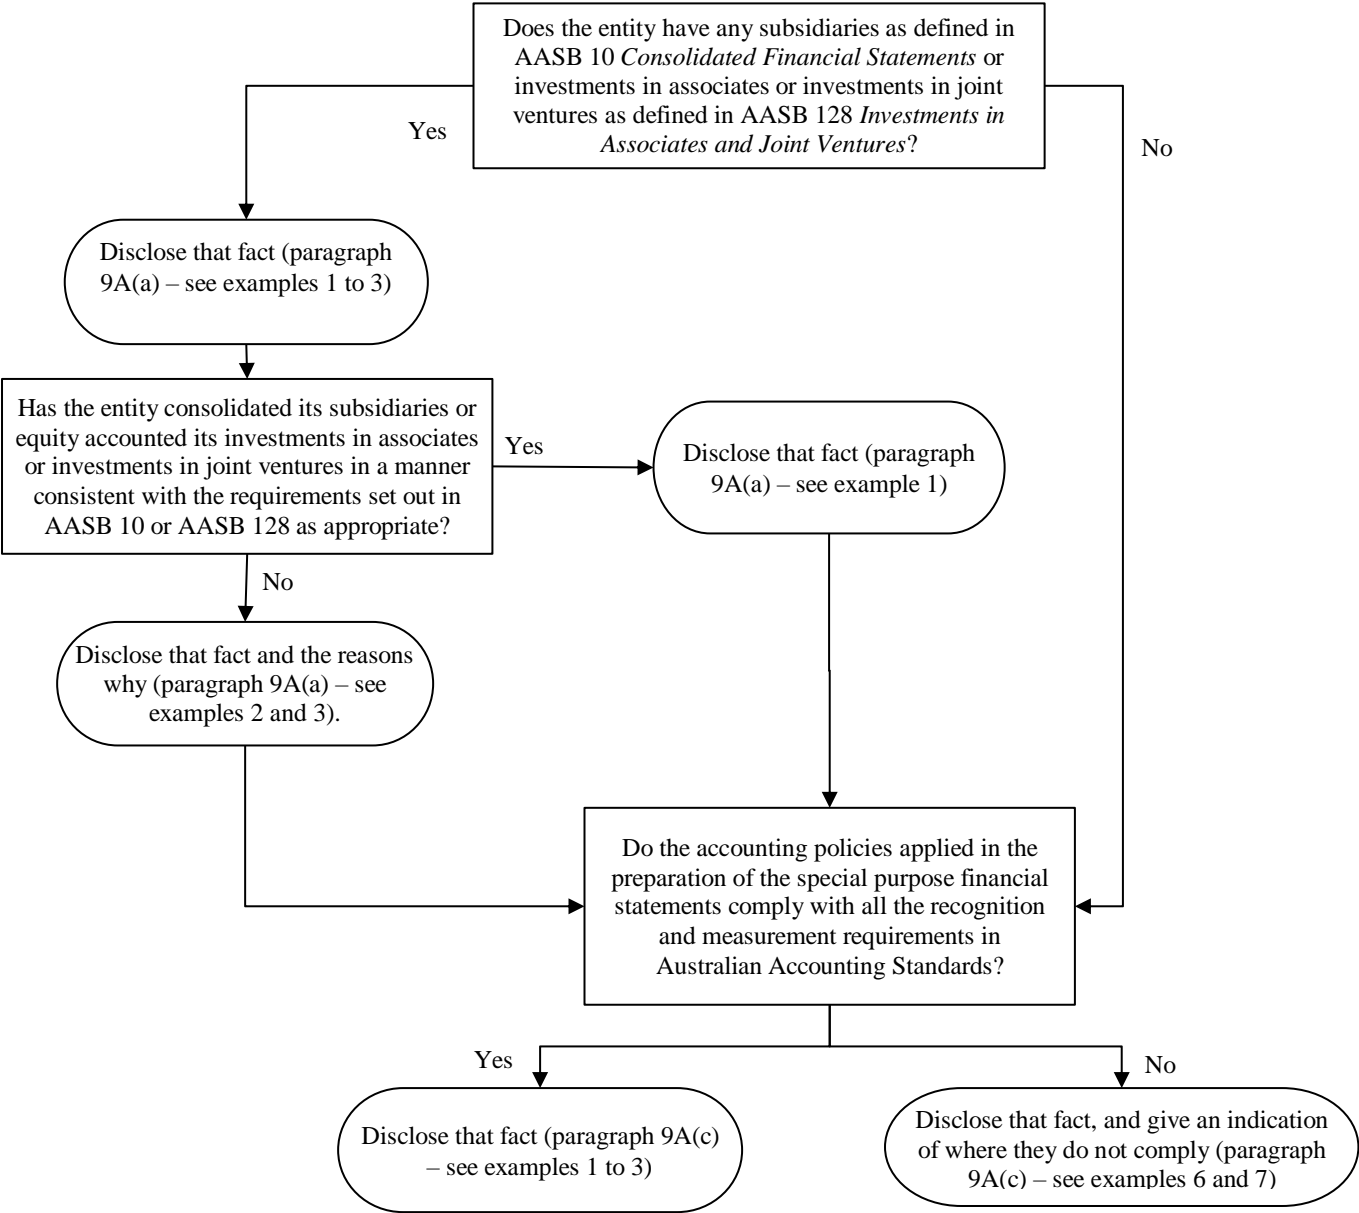 Does the entity have any subsidiaries as defined in
AASB 10 Consolidated Financial Statements or
investments in associates or investments in joint
ventures as defined in AASB 128 Investments in
Associates and Joint Ventures?
Yes
No
Disclose that fact (paragraph
9A(a) – see examples 1 to 3)
Has the entity consolidated its subsidiaries or
equity accounted its investments in associates
or investments in joint ventures in a manner
consistent with the requirements set out in
AASB 10 or AASB 128 as appropriate?
Yes
Disclose that fact (paragraph
9A(a) – see example 1)
No
Disclose that fact and the reasons
why (paragraph 9A(a) – see
examples 2 and 3).
Do the accounting policies applied in the
preparation of the special purpose financial
statements comply with all the recognition
and measurement requirements in
Australian Accounting Standards?
Yes
No
Disclose that fact (paragraph 9A(c)
– see examples 1 to 3)
Disclose that fact, and give an indication
of where they do not comply (paragraph
9A(c) – see examples 6 and 7)